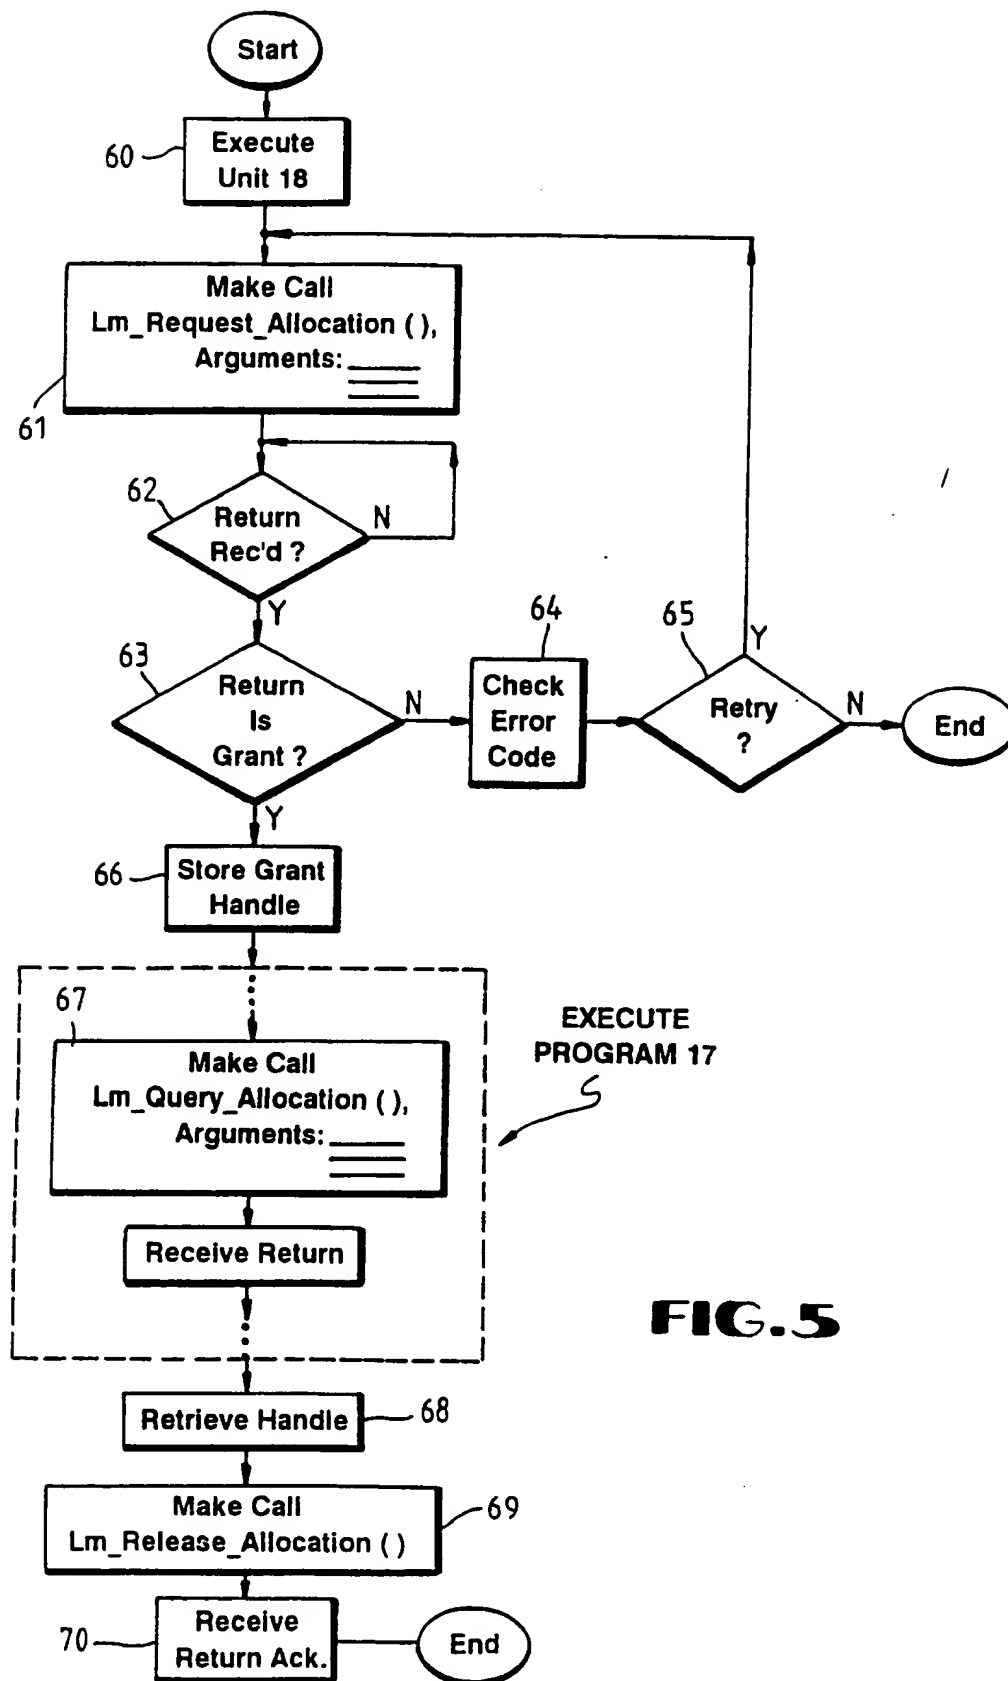 Start
60
Execute
Unit 18
Make Call
Lm_Request_Allocation ( ),
Arguments:
61
62
Return
Rec'd ?
N
Y
63
Return
Is
Grant ?
N
Y
64
Check
Error
Code
65
Retry
?
Y
N
End
66
Store Grant
Handle
67
Make Call
Lm_Query_Allocation ( ),
Arguments:
EXECUTE
PROGRAM 17
Receive Return
FIG.5
Retrieve Handle
68
Make Call
Lm_Release_Allocation ( )
69
70
Receive
Return Ack.
End